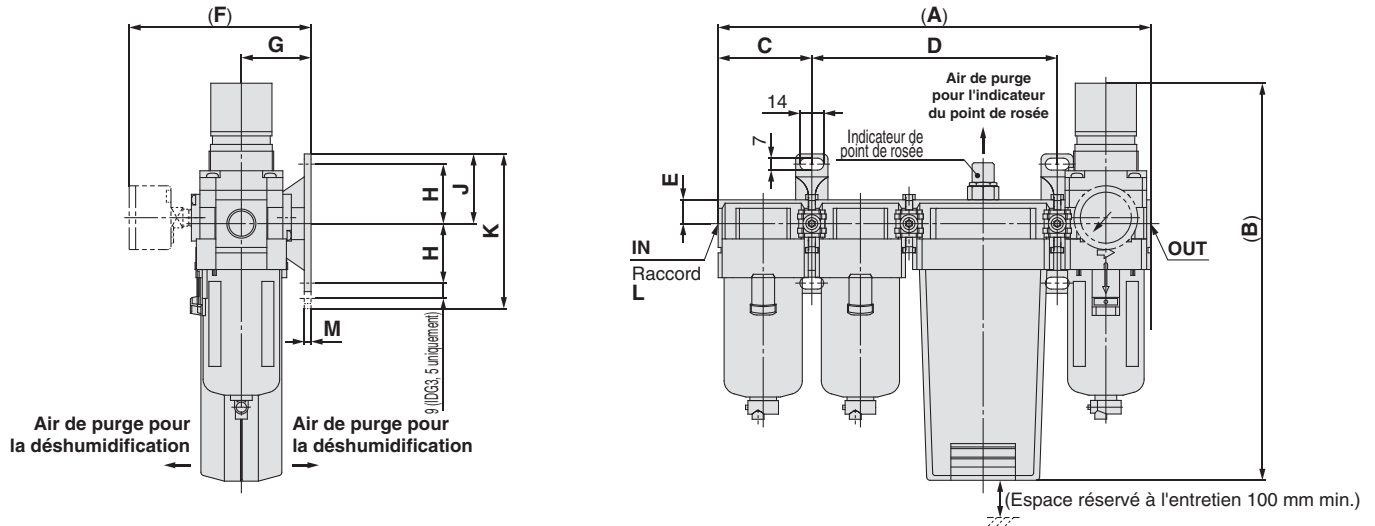 (F)
G
H
J
K
H
M
9 (IDG3, 5 uniquement)
Air de purge pour
la déshumidification
Air de purge pour
la déshumidification
(A)
C
D
14
7
Air de purge
pour l'indicateur
du point de rosée
Indicateur de
point de rosée
E
IN
Raccord
L
OUT
(B)
(Espace réservé à l'entretien 100 mm min.)